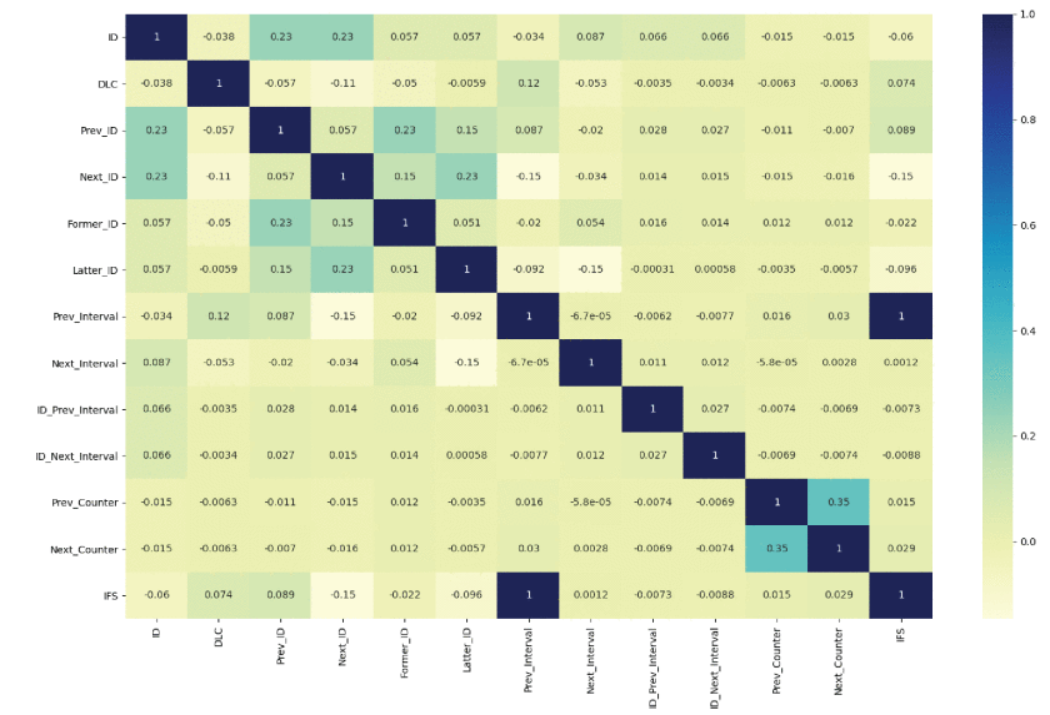 ID 1 -0.038 0.23 0.23 0.057 0.057 -0.034 0.087 0.066 0.066 -0.015 -0.015 -0.06
DLC -0.038 1 -0.057 -0.11 -0.05 -0.0059 0.12 -0.053 -0.0035 -0.0034 -0.0063 -0.0063 0.074
Prev_ID 0.23 -0.057 1 0.057 0.23 0.15 0.087 -0.02 0.028 0.027 -0.011 -0.007 0.089
Next_ID 0.23 -0.11 0.057 1 0.15 0.23 -0.15 -0.034 0.014 0.015 -0.015 -0.016 -0.15
Former_ID 0.057 -0.05 0.23 0.15 1 0.051 -0.02 0.054 0.016 0.014 0.012 0.012 -0.022
Latter_ID 0.057 -0.0059 0.15 0.23 0.051 1 -0.092 -0.15 -0.00031 0.00058 -0.0035 -0.0057 -0.096
Prev_Interval -0.034 0.12 0.087 -0.15 -0.02 -0.092 1 -6.7e-05 -0.0062 -0.0077 0.016 0.03 1
Next_Interval 0.087 -0.053 -0.02 -0.034 0.054 -0.15 -6.7e-05 1 0.011 0.012 -5.8e-05 0.0028 0.0012
ID_Prev_Interval 0.066 -0.0035 0.028 0.014 0.016 -0.00031 -0.0062 0.011 1 0.027 -0.0074 -0.0069 -0.0073
ID_Next_Interval 0.066 -0.0034 0.027 0.015 0.014 0.00058 -0.0077 0.012 0.027 1 -0.0069 -0.0074 -0.0088
Prev_Counter -0.015 -0.0063 -0.011 -0.015 0.012 -0.0035 0.016 -5.8e-05 -0.0074 -0.0069 1 0.35 0.015
Next_Counter -0.015 -0.0063 -0.007 -0.016 0.012 -0.0057 0.03 0.0028 -0.0069 -0.0074 0.35 1 0.029
IFS -0.06 0.074 0.089 -0.15 -0.022 -0.096 1 0.0012 -0.0073 -0.0088 0.015 0.029 1
ID
DLC
Prev_ID
Next_ID
Former_ID
Latter_ID
Prev_Interval
Next_Interval
ID_Prev_Interval
ID_Next_Interval
Prev_Counter
Next_Counter
IFS
1.0
0.8
0.6
0.4
0.2
0.0